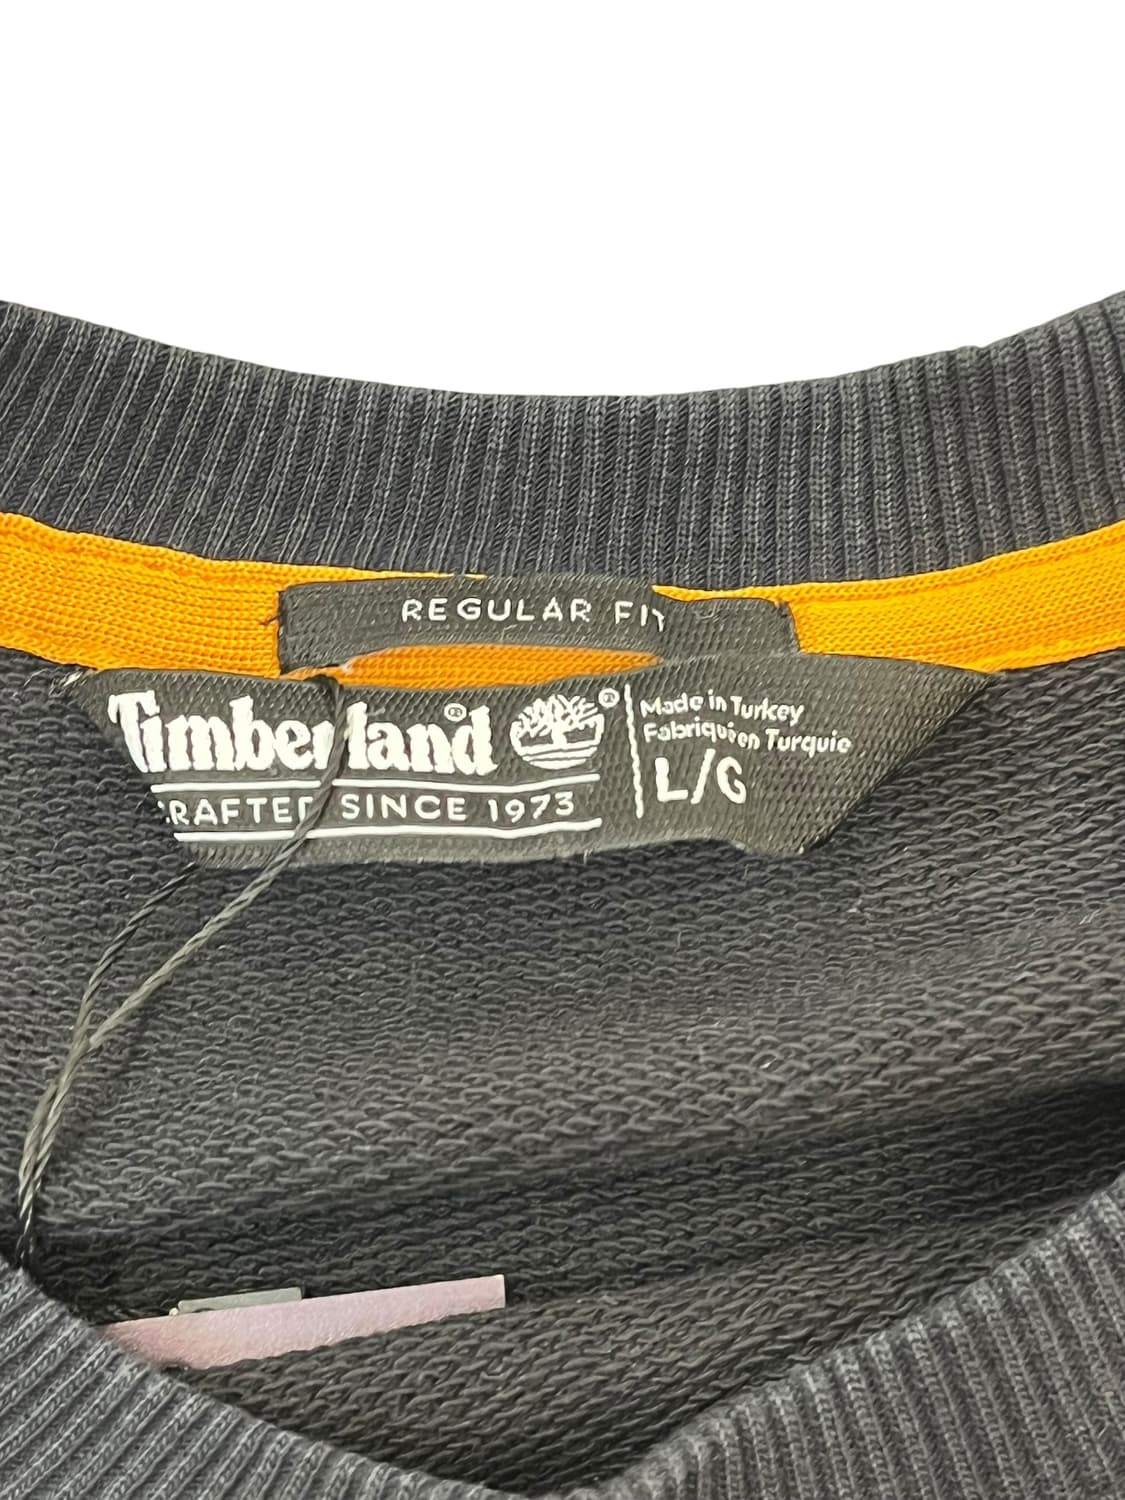 REGULAR FIT
Timberland® ®
CRAFTED SINCE 1973
Made in Turkey
Fabriqué en Turquie
L/G